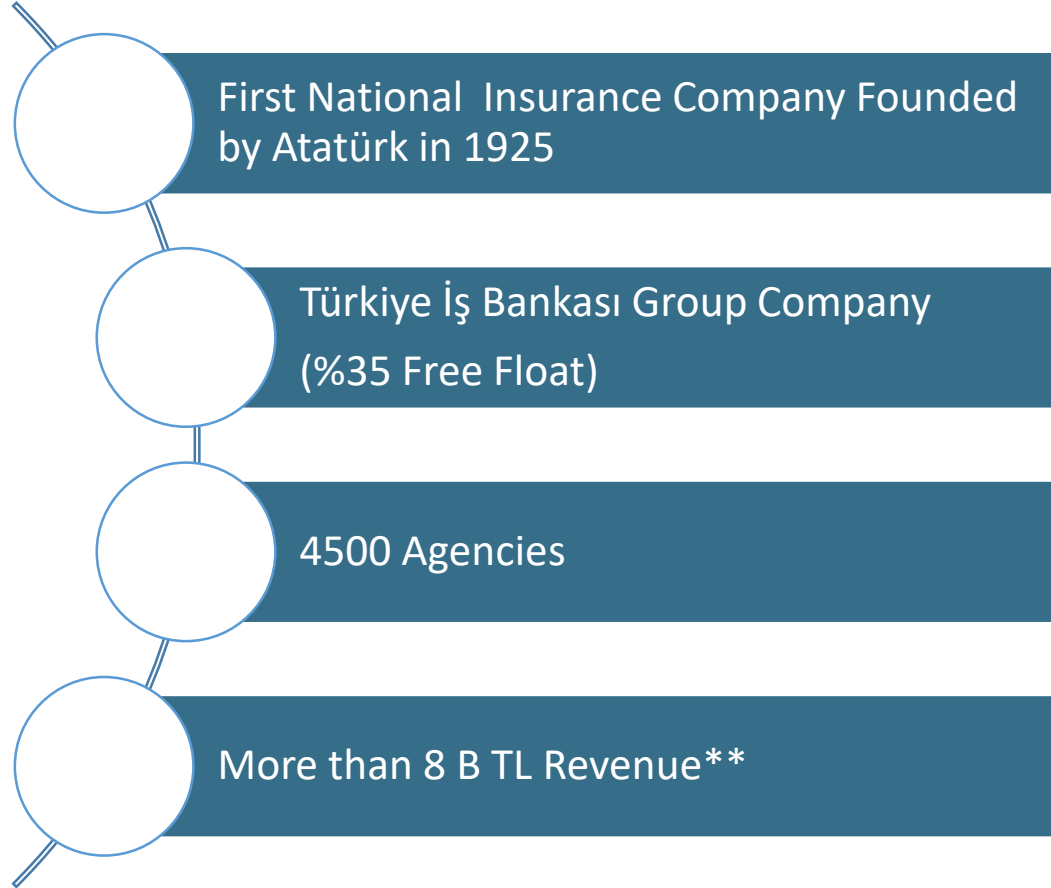 First National  Insurance Company Founded
by Atatürk in 1925
Türkiye İş Bankası Group Company
(%35 Free Float)
4500 Agencies
More than 8 B TL Revenue**